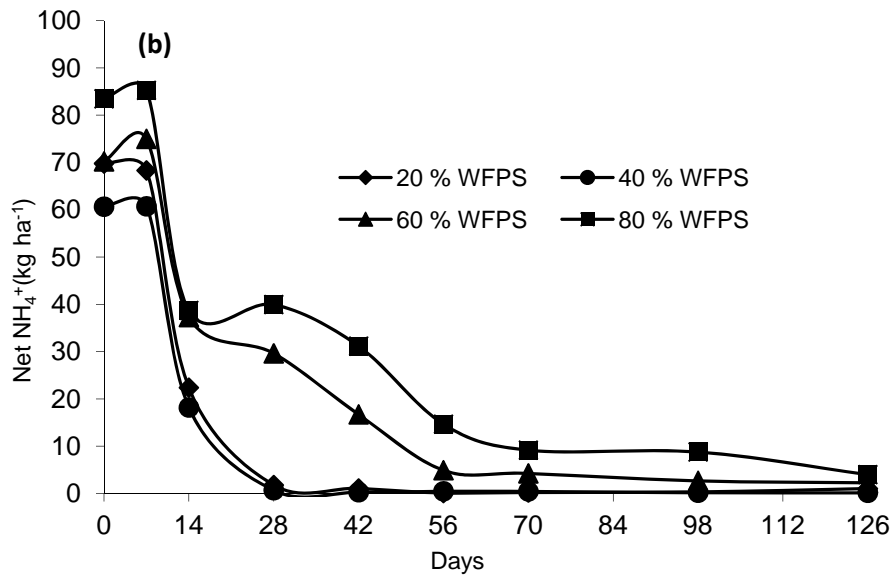 (b)
100
90
80
70
60
50
40
30
20
10
0
Net NH₄⁺(kg ha⁻¹)
20 % WFPS 40 % WFPS
60 % WFPS 80 % WFPS
0 14 28 42 56 70 84 98 112 126
Days